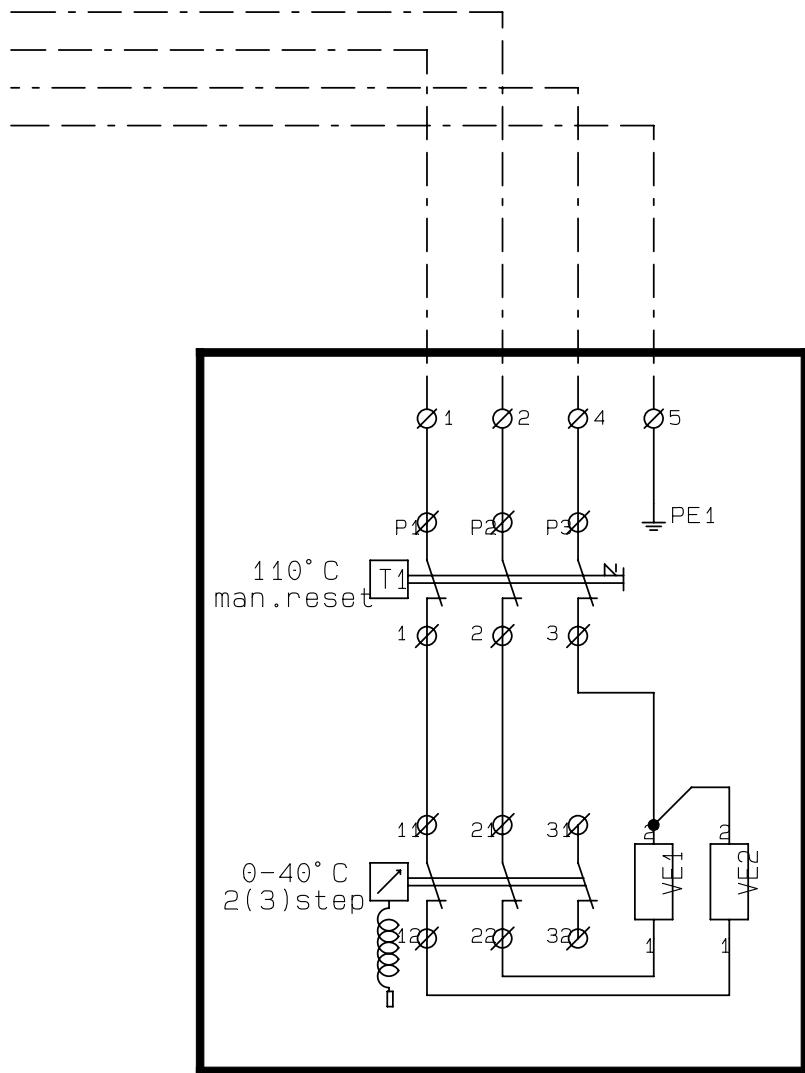 1 2 4 5
P1 P2 P3 PE1
110°C T1
man.reset
1 2 3
11 21 31 2 2
0-40°C VE1 VE2
2(3)step
12 22 32 1 1